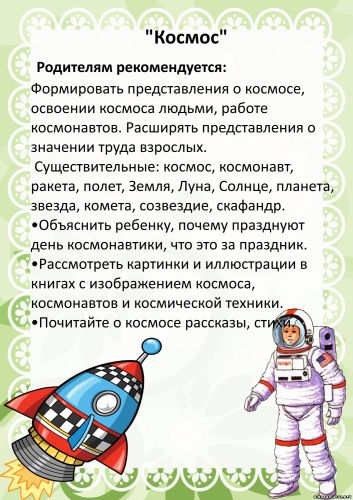 "Космос"
Родителям рекомендуется:
Формировать представления о космосе,
освоении космоса людьми, работе
космонавтов. Расширять представления о
значении труда взрослых.
Существительные: космос, космонавт,
ракета, полет, Земля, Луна, Солнце, планета,
звезда, комета, созвездие, скафандр.
•Объяснить ребенку, почему празднуют
день космонавтики, что это за праздник.
•Рассмотреть картинки и иллюстрации в
книгах с изображением космоса,
космонавтов и космической техники.
•Почитайте о космосе рассказы, стихи.
NASA